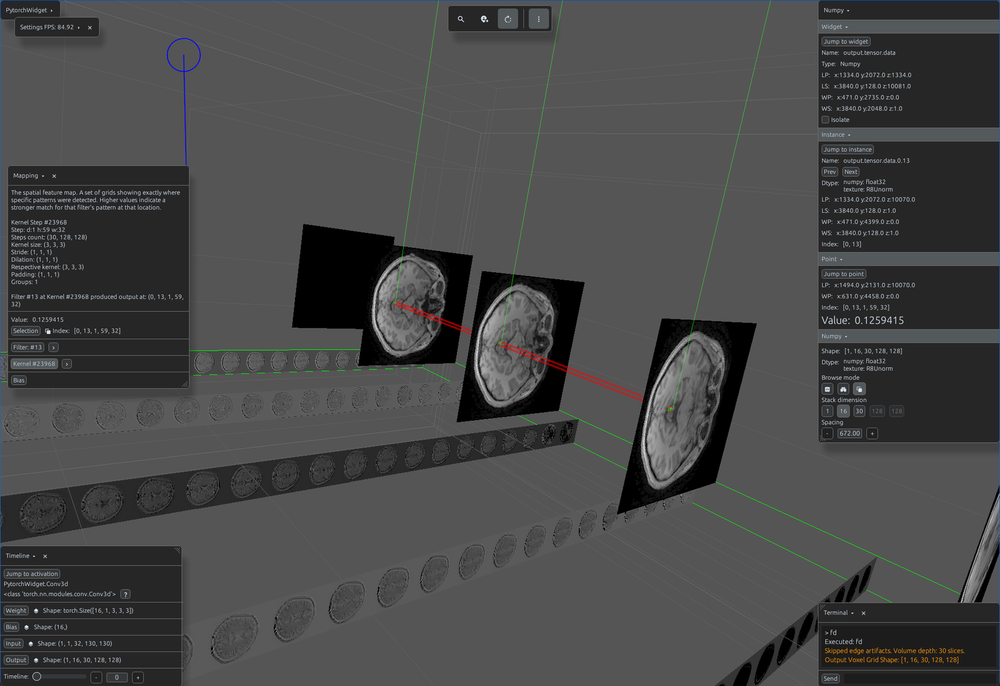 PytorchWidget
Settings FPS: 84.92
Mapping
The spatial feature map. A set of grids showing exactly where
specific patterns were detected. Higher values indicate a
stronger match for that filter's pattern at that location.
Kernel Step #23968
Step: d:1 h:59 w:32
Steps count: (30, 128, 128)
Kernel size: (3, 3, 3)
Stride: (1, 1, 1)
Dilation: (1, 1, 1)
Respective kernel: (3, 3, 3)
Padding: (1, 1, 1)
Groups: 1
Filter #13 at Kernel #23968 produced output at: (0, 13, 1, 59,
32)
Value: 0.1259415
Selection Index: [0, 13, 1, 59, 32]
Filter: #13
Kernel #23968
Bias
Timeline
Jump to activation
PytorchWidget.Conv3d
<class 'torch.nn.modules.conv.Conv3d'> ?
Weight Shape: torch.Size([16, 1, 3, 3, 3])
Bias Shape: (16,)
Input Shape: (1, 1, 32, 130, 130)
Output Shape: (1, 16, 30, 128, 128)
Timeline: - 0 +
Numpy
Widget
Jump to widget
Name: output.tensor.data
Type: Numpy
LP: x:1334.0 y:2072.0 z:1334.0
LS: x:3840.0 y:128.0 z:10081.0
WP: x:471.0 y:2735.0 z:0.0
WS: x:3840.0 y:2048.0 z:1.0
Isolate
Instance
Jump to instance
Name: output.tensor.data.0.13
Prev Next
Dtype: numpy: float32
texture: R8Unorm
LP: x:1334.0 y:2072.0 z:10070.0
LS: x:3840.0 y:128.0 z:1.0
WP: x:471.0 y:4399.0 z:0.0
WS: x:3840.0 y:128.0 z:1.0
Index: [0, 13]
Point
Jump to point
LP: x:1494.0 y:2131.0 z:10070.0
WP: x:631.0 y:4458.0 z:0.0
Index: [0, 13, 1, 59, 32]
Value: 0.1259415
Numpy
Shape: [1, 16, 30, 128, 128]
Dtype: numpy: float32
texture: R8Unorm
Browse mode
Stack dimension
1 16 30 128 128
Spacing
- 672.00 +
Terminal
> fd
Executed: fd
Skipped edge artifacts. Volume depth: 30 slices.
Output Voxel Grid Shape: [1, 16, 30, 128, 128]
Send